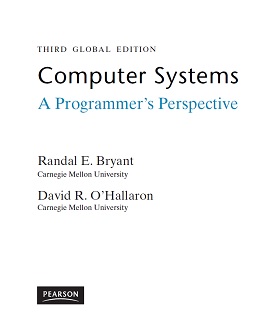 THIRD GLOBAL EDITION
Computer Systems
A Programmer's Perspective
Randal E. Bryant
Carnegie Mellon University
David R. O'Hallaron
Carnegie Mellon University
PEARSON